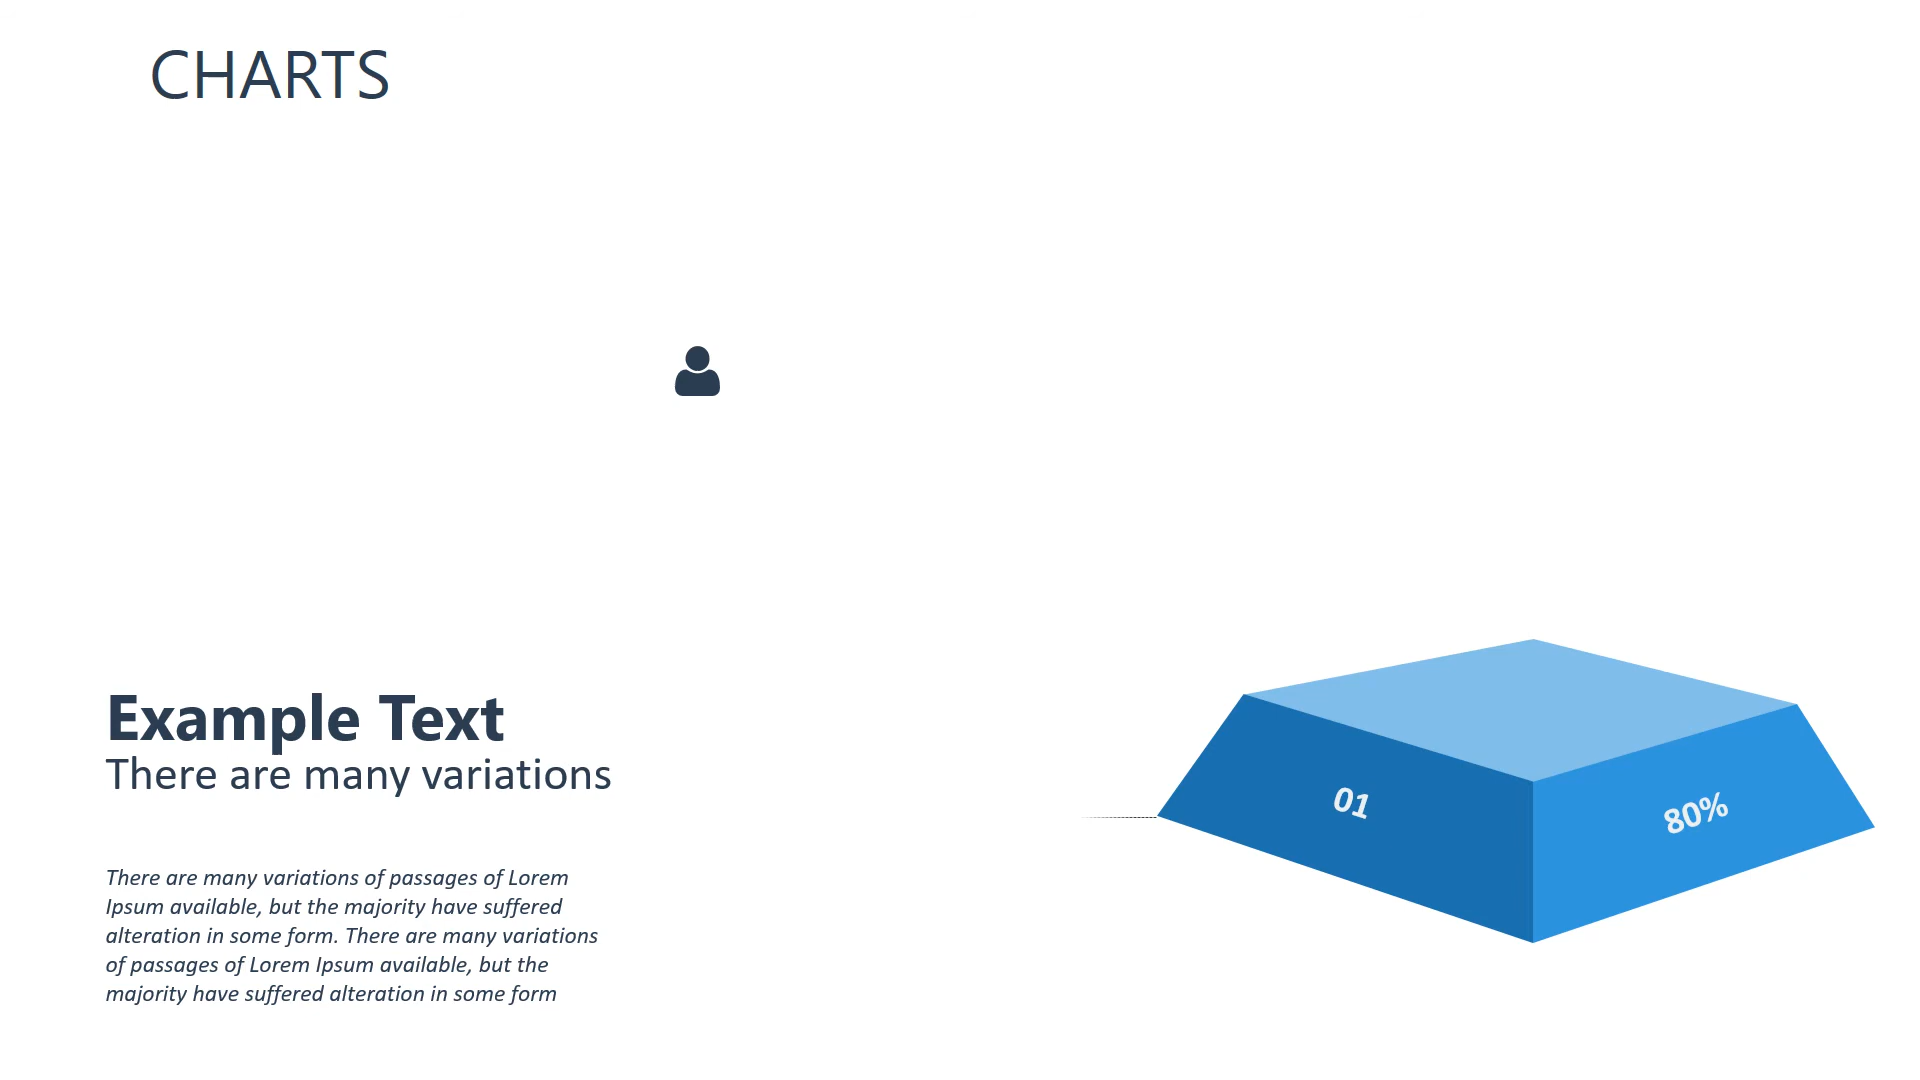 CHARTS
Example Text
There are many variations
There are many variations of passages of Lorem
Ipsum available, but the majority have suffered
alteration in some form. There are many variations
of passages of Lorem Ipsum available, but the
majority have suffered alteration in some form
01
80%